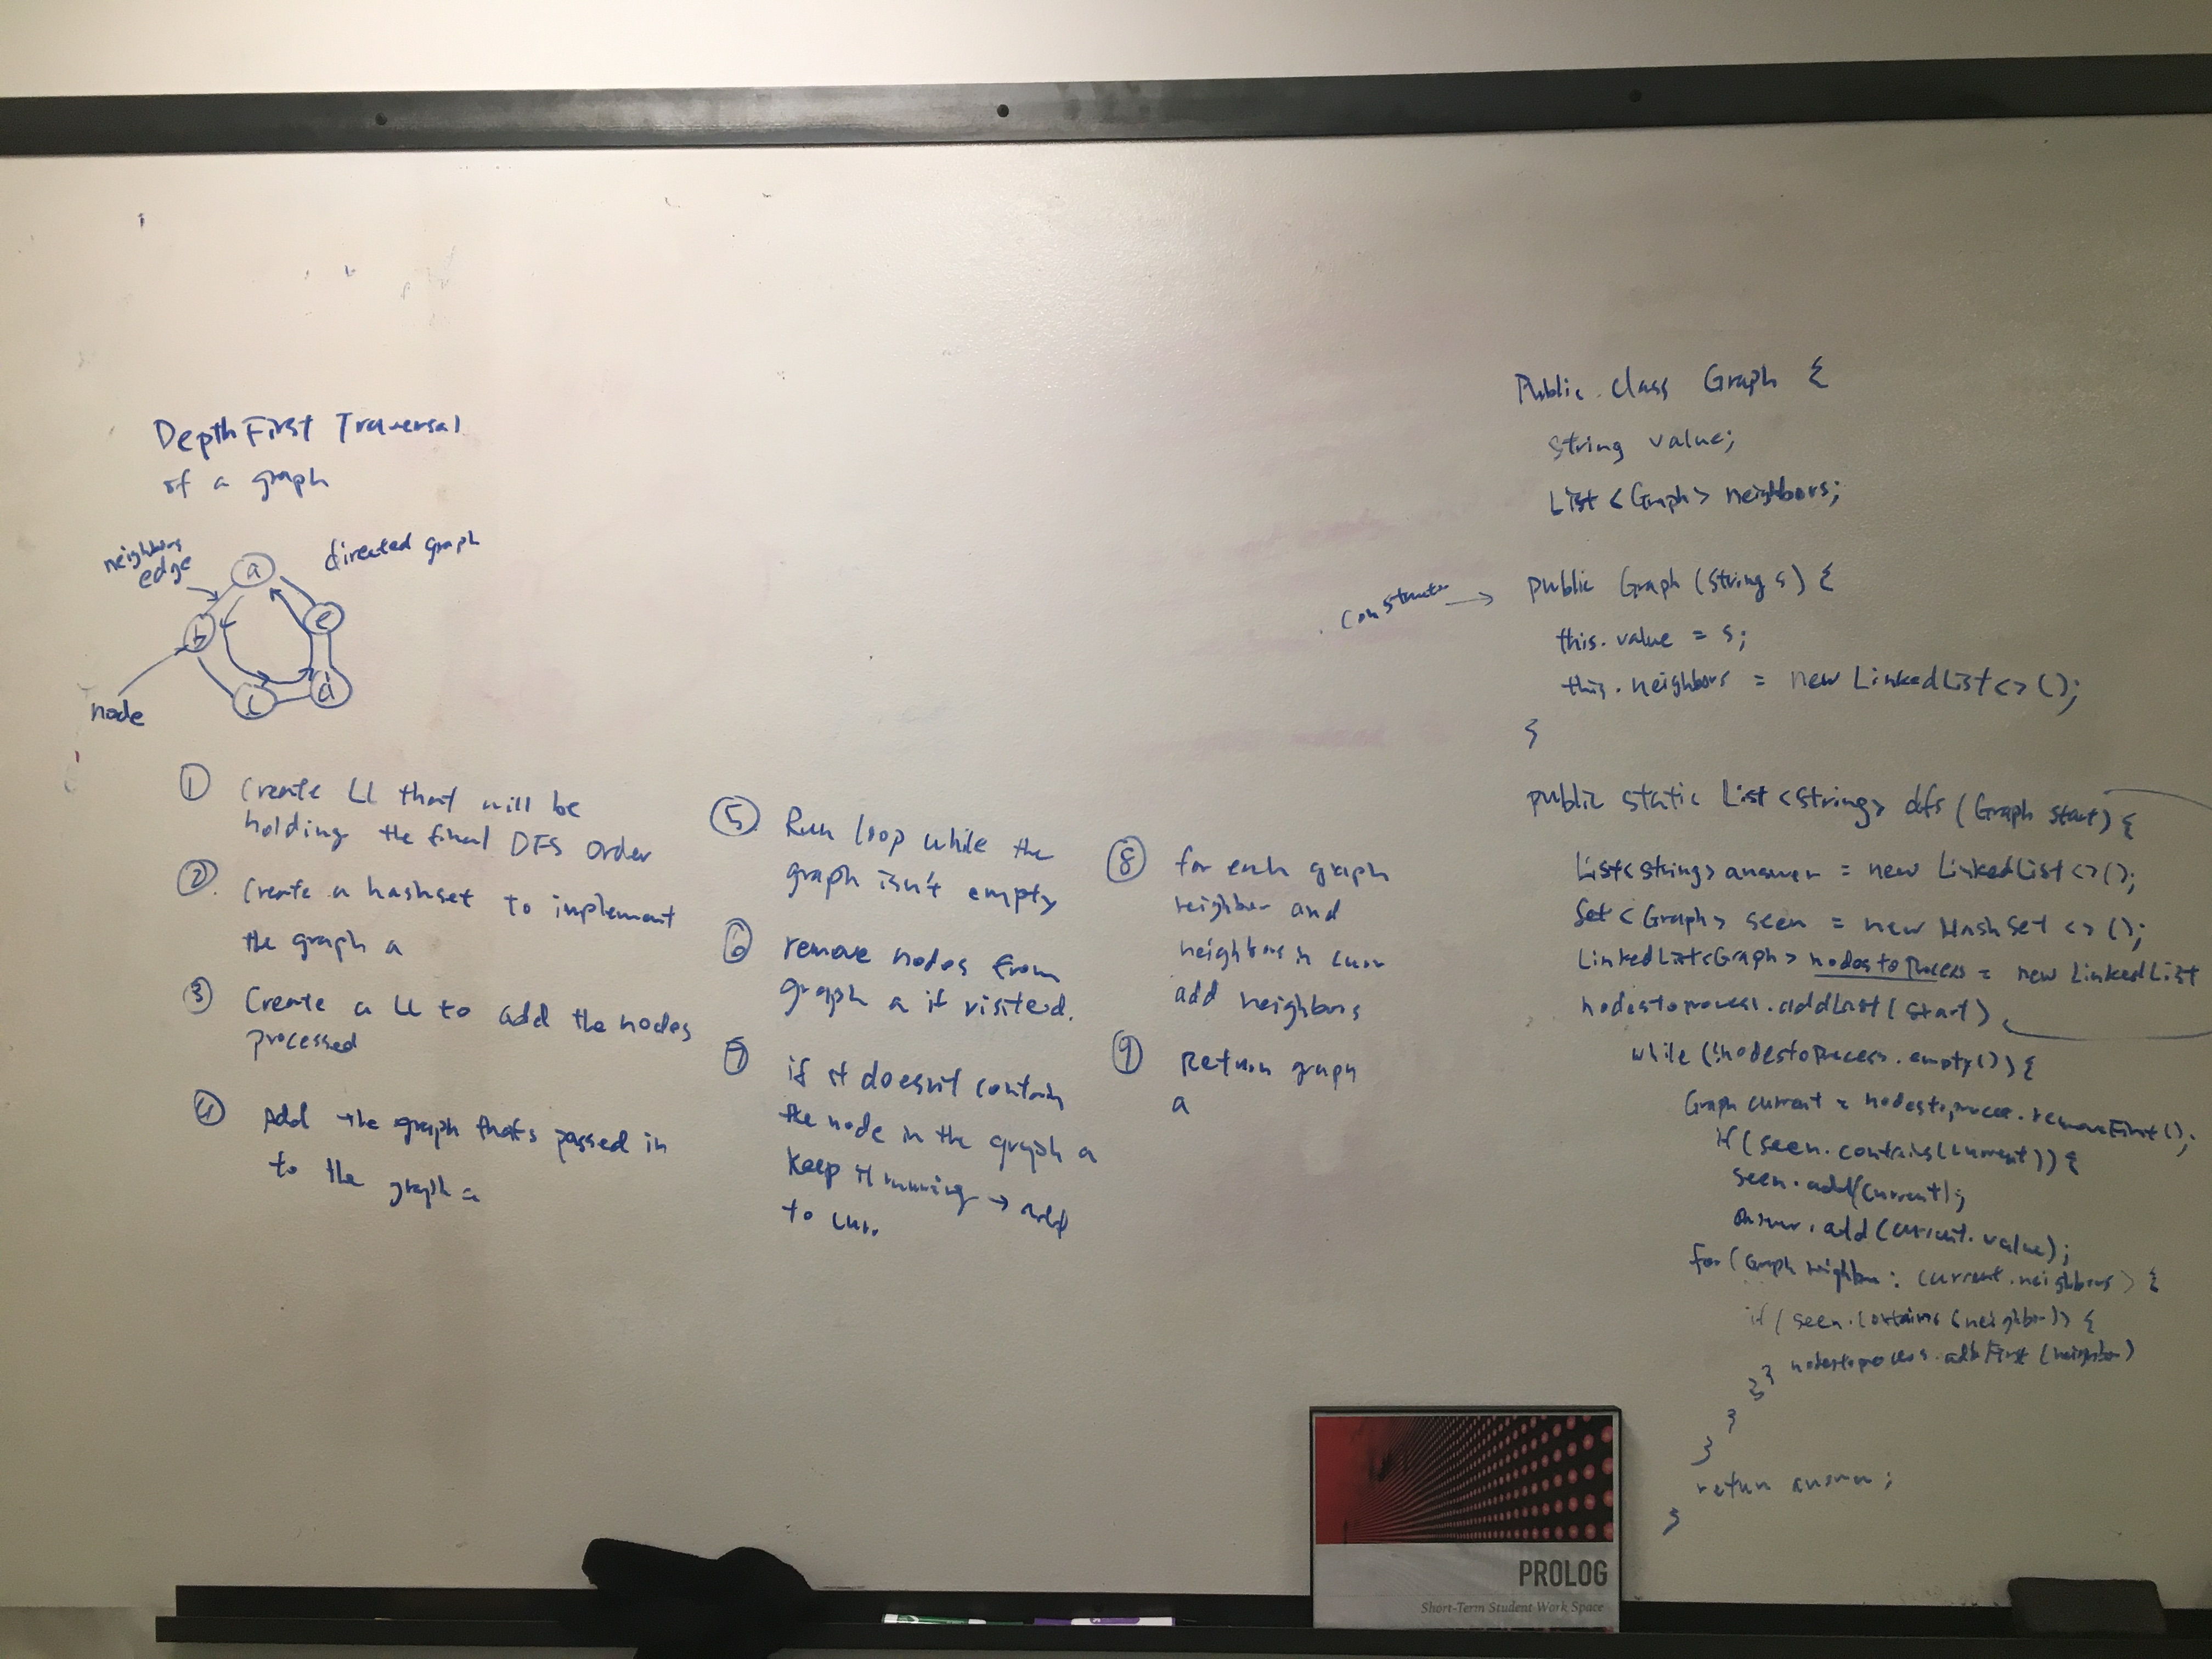 DepthFirst Traversal
of a graph
neighbors
edge
directed graph
a
b
e
c
d
node
① Create LL that will be
holding the final DFS order
② Create a hashset to implement
the graph a
③ Create a LL to add the nodes
processed
④ Add the graph thats passed in
to the graph a
⑤ Run loop while the
graph isn't empty
⑥ remove nodes from
graph a if visited.
⑦ if it doesn't contain
the node in the graph a
keep it running → add
to curr.
⑧ for each graph
neighbor and
neighbors in curr
add neighbors
⑨ Return graph
a
constructor →
Public class Graph {
String value;
List <Graph> neighbors;
public Graph (String s) {
this.value = s;
this.neighbors = new LinkedList<>();
}
public static List <String> dfs (Graph start) {
List<String> answer = new LinkedList<>();
Set<Graph> seen = new HashSet <>();
LinkedList<Graph> nodestoProcess = new LinkedList
nodestoprocess.addLast(start)
while (!nodestoProcess.empty()) {
Graph current = nodestoprocess.removeFirst();
if (seen.contains(current)) {
seen.add(current);
answer.add(current.value);
for (Graph neighbor : current.neighbors) {
if (seen.contains(neighbor)) {
nodestoprocess.addFirst(neighbor)
}}
}
}
return answer;
}
PROLOG
Short-Term Student Work Space